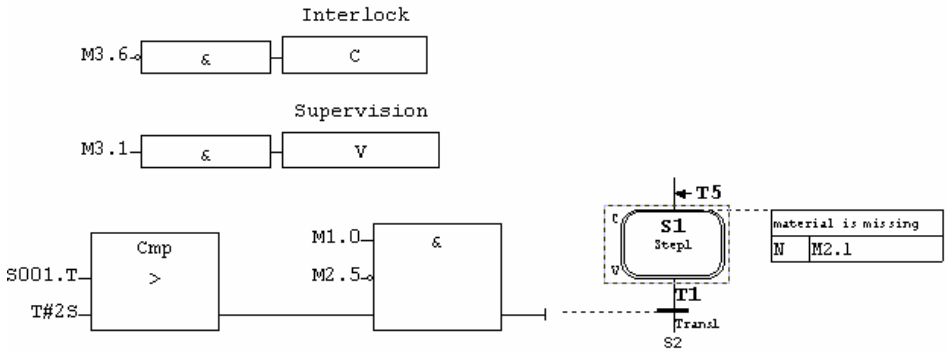 Interlock
M3.6
&
C
Supervision
M3.1
&
V
T5
C
S1
Step1
V
material is missing
N M2.1
Cmp
>
S001.T
T#2S
M1.0
&
M2.5
T1
Trans1
S2